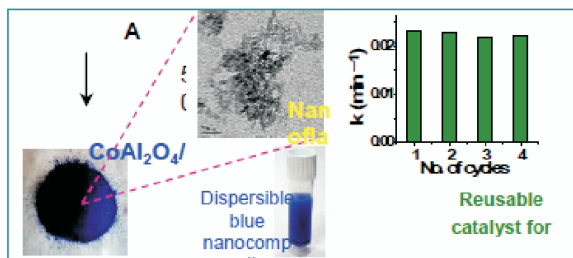 A
CoAl₂O₄/
Nan
ofla
Dispersible
blue
nanocomp
k (min⁻¹)
0.02
0.01
0.00
1 2 3 4
No. of cycles
Reusable
catalyst for